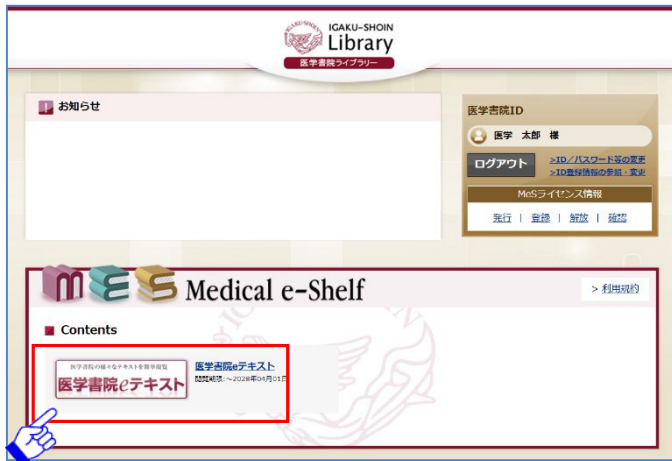 IGAKU-SHOIN
Library
医学書院ライブラリー
お知らせ
医学書院ID
医学 太郎 様
ログアウト
>ID/パスワード等の変更
>ID登録情報の参照・変更
MeSライセンス情報
発行 | 登録 | 解放 | 確認
MeS Medical e-Shelf
> 利用規約
Contents
医学書院の様々なテキストを簡単閲覧
医学書院eテキスト
医学書院eテキスト
閲覧期限:~2028年04月01日